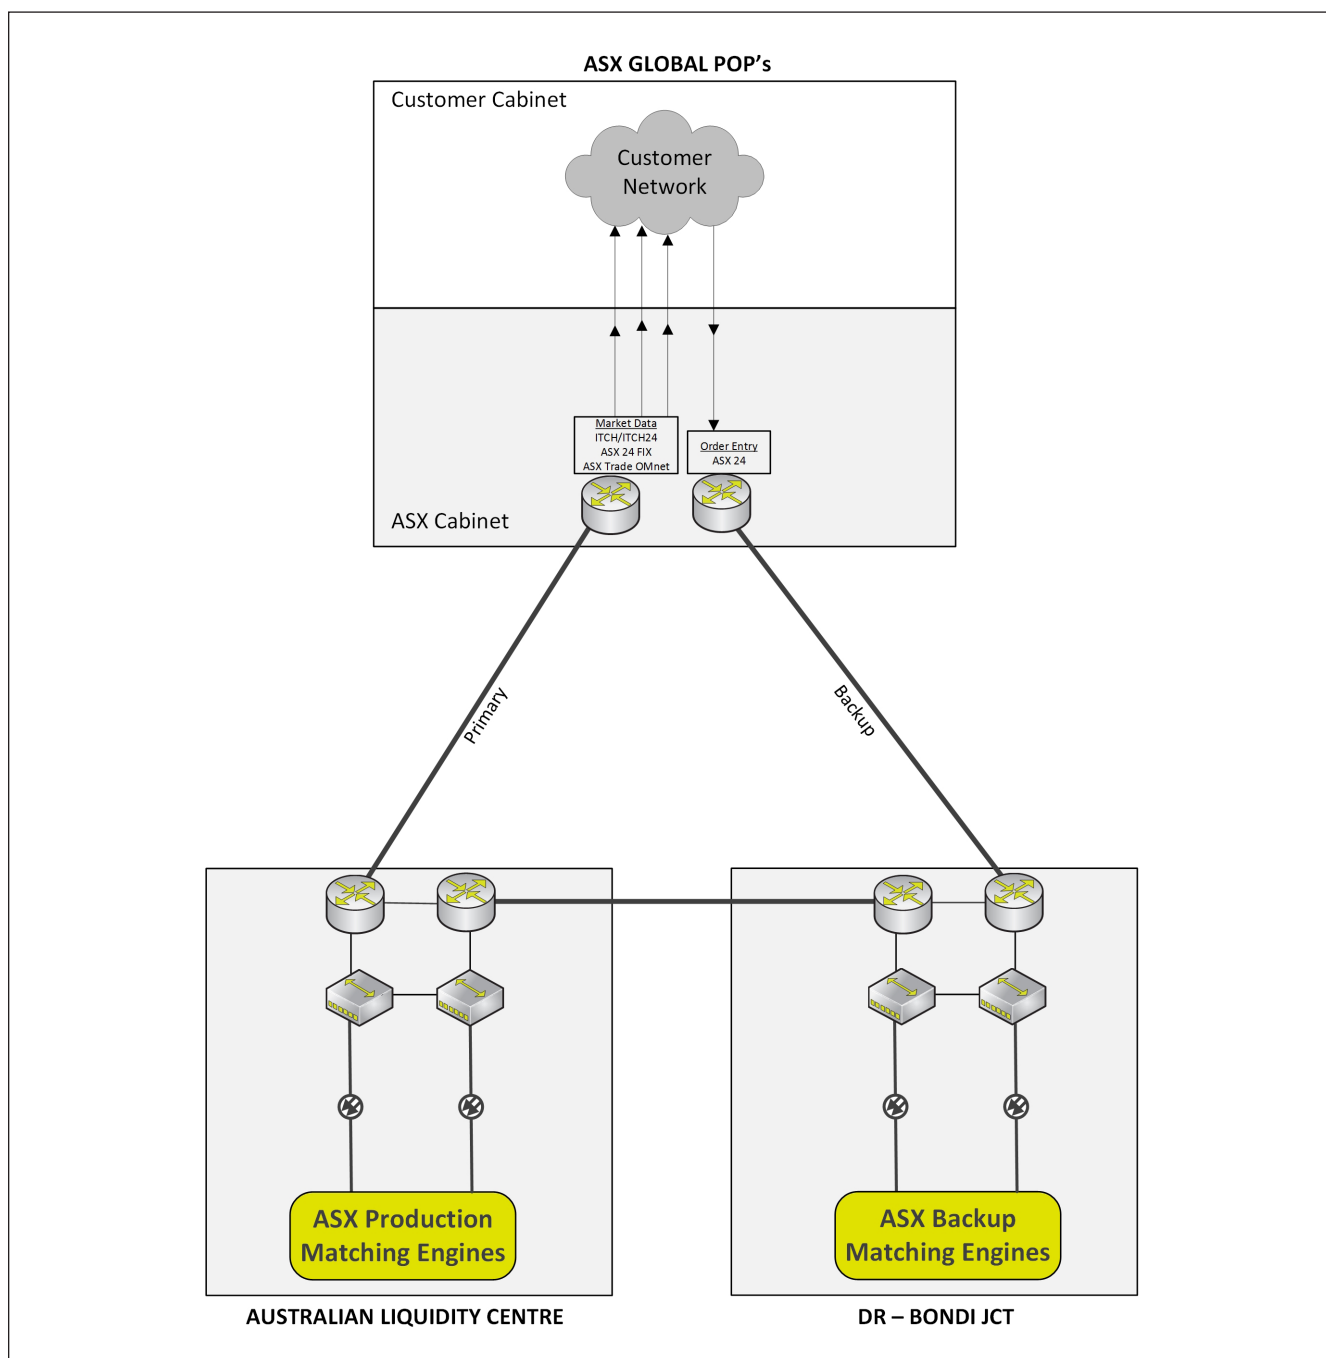 ASX GLOBAL POP's
Customer Cabinet
Customer
Network
Market Data
ITCH/ITCH24
ASX 24 FIX
ASX Trade OMnet
Order Entry
ASX 24
ASX Cabinet
Primary
Backup
ASX Production
Matching Engines
ASX Backup
Matching Engines
AUSTRALIAN LIQUIDITY CENTRE
DR – BONDI JCT